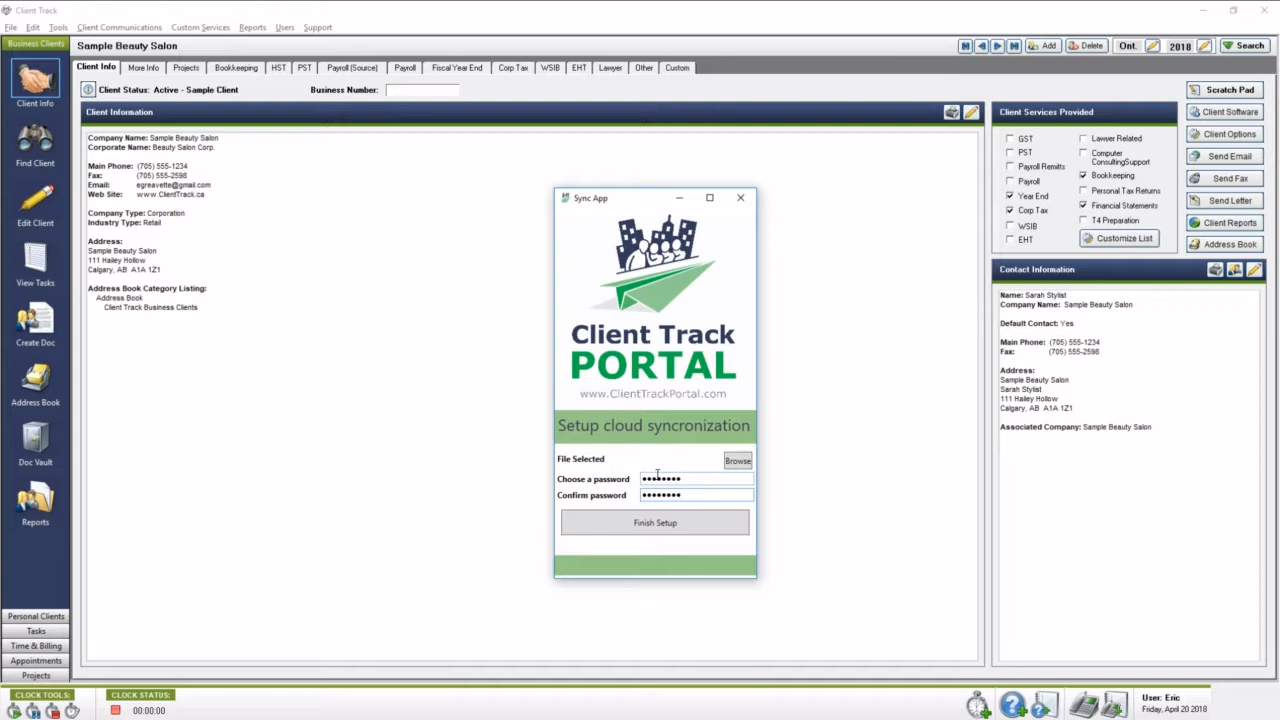 Client Track
File Edit Tools Client Communications Custom Services Reports Users Support
Business Clients
Sample Beauty Salon
Add Delete Ont. 2018 Search
Client Info More Info Projects Bookkeeping HST PST Payroll (Source) Payroll Fiscal Year End Corp Tax WSIB EHT Lawyer Other Custom
Client Status: Active - Sample Client Business Number:
Client Information
Company Name: Sample Beauty Salon
Corporate Name: Beauty Salon Corp.
Main Phone: (705) 555-1234
Fax: (705) 555-2598
Email: egreavette@gmail.com
Web Site: www.ClientTrack.ca
Company Type: Corporation
Industry Type: Retail
Address:
Sample Beauty Salon
111 Hailey Hollow
Calgary, AB A1A 1Z1
Address Book Category Listing:
Address Book
Client Track Business Clients
Client Info
Find Client
Edit Client
View Tasks
Create Doc
Address Book
Doc Vault
Reports
Personal Clients
Tasks
Time & Billing
Appointments
Projects
Sync App
Client Track
PORTAL
www.ClientTrackPortal.com
Setup cloud syncronization
File Selected Browse
Choose a password ••••••••
Confirm password ••••••••
Finish Setup
Client Services Provided
GST
PST
Payroll Remitts
Payroll
Year End
Corp Tax
WSIB
EHT
Lawyer Related
Computer
ConsultingSupport
Bookkeeping
Personal Tax Returns
Financial Statements
T4 Preparation
Customize List
Scratch Pad
Client Software
Client Options
Send Email
Send Fax
Send Letter
Client Reports
Address Book
Contact Information
Name: Sarah Stylist
Company Name: Sample Beauty Salon
Default Contact: Yes
Main Phone: (705) 555-1234
Fax: (705) 555-2598
Address:
Sample Beauty Salon
Sarah Stylist
111 Hailey Hollow
Calgary, AB A1A 1Z1
Associated Company: Sample Beauty Salon
CLOCK TOOLS: CLOCK STATUS:
00:00:00
User: Eric
Friday, April 20 2018